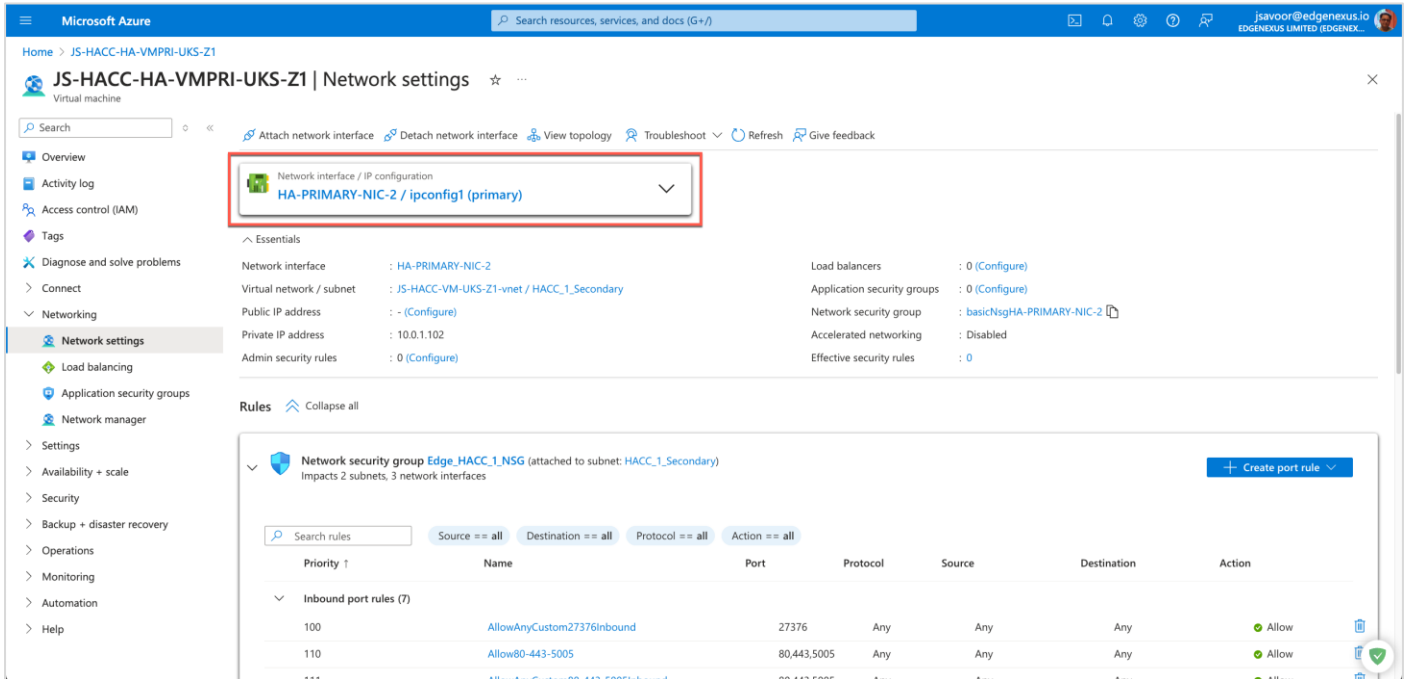 Microsoft Azure
Search resources, services, and docs (G+/)
jsavoor@edgenexus.io
EDGENEXUS LIMITED (EDGENEX...
Home > JS-HACC-HA-VMPRI-UKS-Z1
JS-HACC-HA-VMPRI-UKS-Z1 | Network settings
Virtual machine
Search
Attach network interface Detach network interface View topology Troubleshoot Refresh Give feedback
Overview
Activity log
Access control (IAM)
Tags
Diagnose and solve problems
Connect
Networking
Network settings
Load balancing
Application security groups
Network manager
Settings
Availability + scale
Security
Backup + disaster recovery
Operations
Monitoring
Automation
Help
Network interface / IP configuration
HA-PRIMARY-NIC-2 / ipconfig1 (primary)
Essentials
Network interface : HA-PRIMARY-NIC-2
Virtual network / subnet : JS-HACC-VM-UKS-Z1-vnet / HACC_1_Secondary
Public IP address : - (Configure)
Private IP address : 10.0.1.102
Admin security rules : 0 (Configure)
Load balancers : 0 (Configure)
Application security groups : 0 (Configure)
Network security group : basicNsgHA-PRIMARY-NIC-2
Accelerated networking : Disabled
Effective security rules : 0
Rules Collapse all
Network security group Edge_HACC_1_NSG (attached to subnet: HACC_1_Secondary)
Impacts 2 subnets, 3 network interfaces
+ Create port rule
Search rules Source == all Destination == all Protocol == all Action == all
Priority ↑ Name Port Protocol Source Destination Action
Inbound port rules (7)
100 AllowAnyCustom27376Inbound 27376 Any Any Any Allow
110 Allow80-443-5005 80,443,5005 Any Any Any Allow